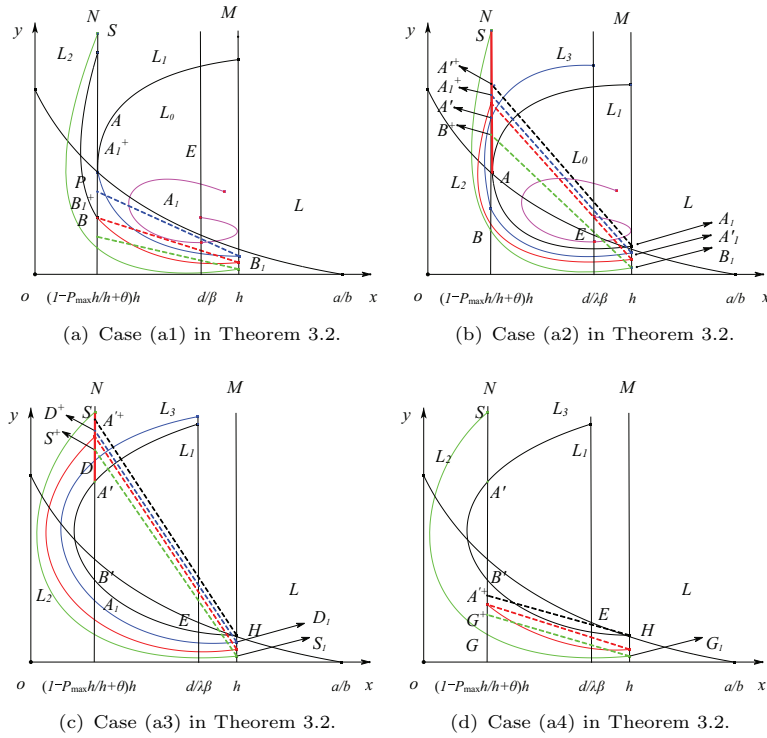 N
M
y
S
L₂
L₁
A
L₀
A₁⁺
E
P
A₁
B₁⁺
L
B
B₁
o
(1−Pₘₐₓh/h+θ)h
d/β
h
a/b
x
(a) Case (a1) in Theorem 3.2.
N
M
y
S
L₃
A'⁺
A₁⁺
L₁
A'
B⁺
L₀
L₂
A
L
B
E
A₁
A'₁
B₁
o
(1−Pₘₐₓh/h+θ)h
d/λβ
h
a/b
x
(b) Case (a2) in Theorem 3.2.
N
M
y
D⁺
S
A'⁺
L₃
S⁺
L₁
D
A'
B'
L₂
A₁
L
E
H
D₁
S₁
o
(1−Pₘₐₓh/h+θ)h
d/λβ
h
a/b
x
(c) Case (a3) in Theorem 3.2.
N
M
y
S
L₃
L₂
L₁
A'
B'
L
A'⁺
G⁺
E
H
G
G₁
o
(1−Pₘₐₓh/h+θ)h
d/λβ
h
a/b
x
(d) Case (a4) in Theorem 3.2.